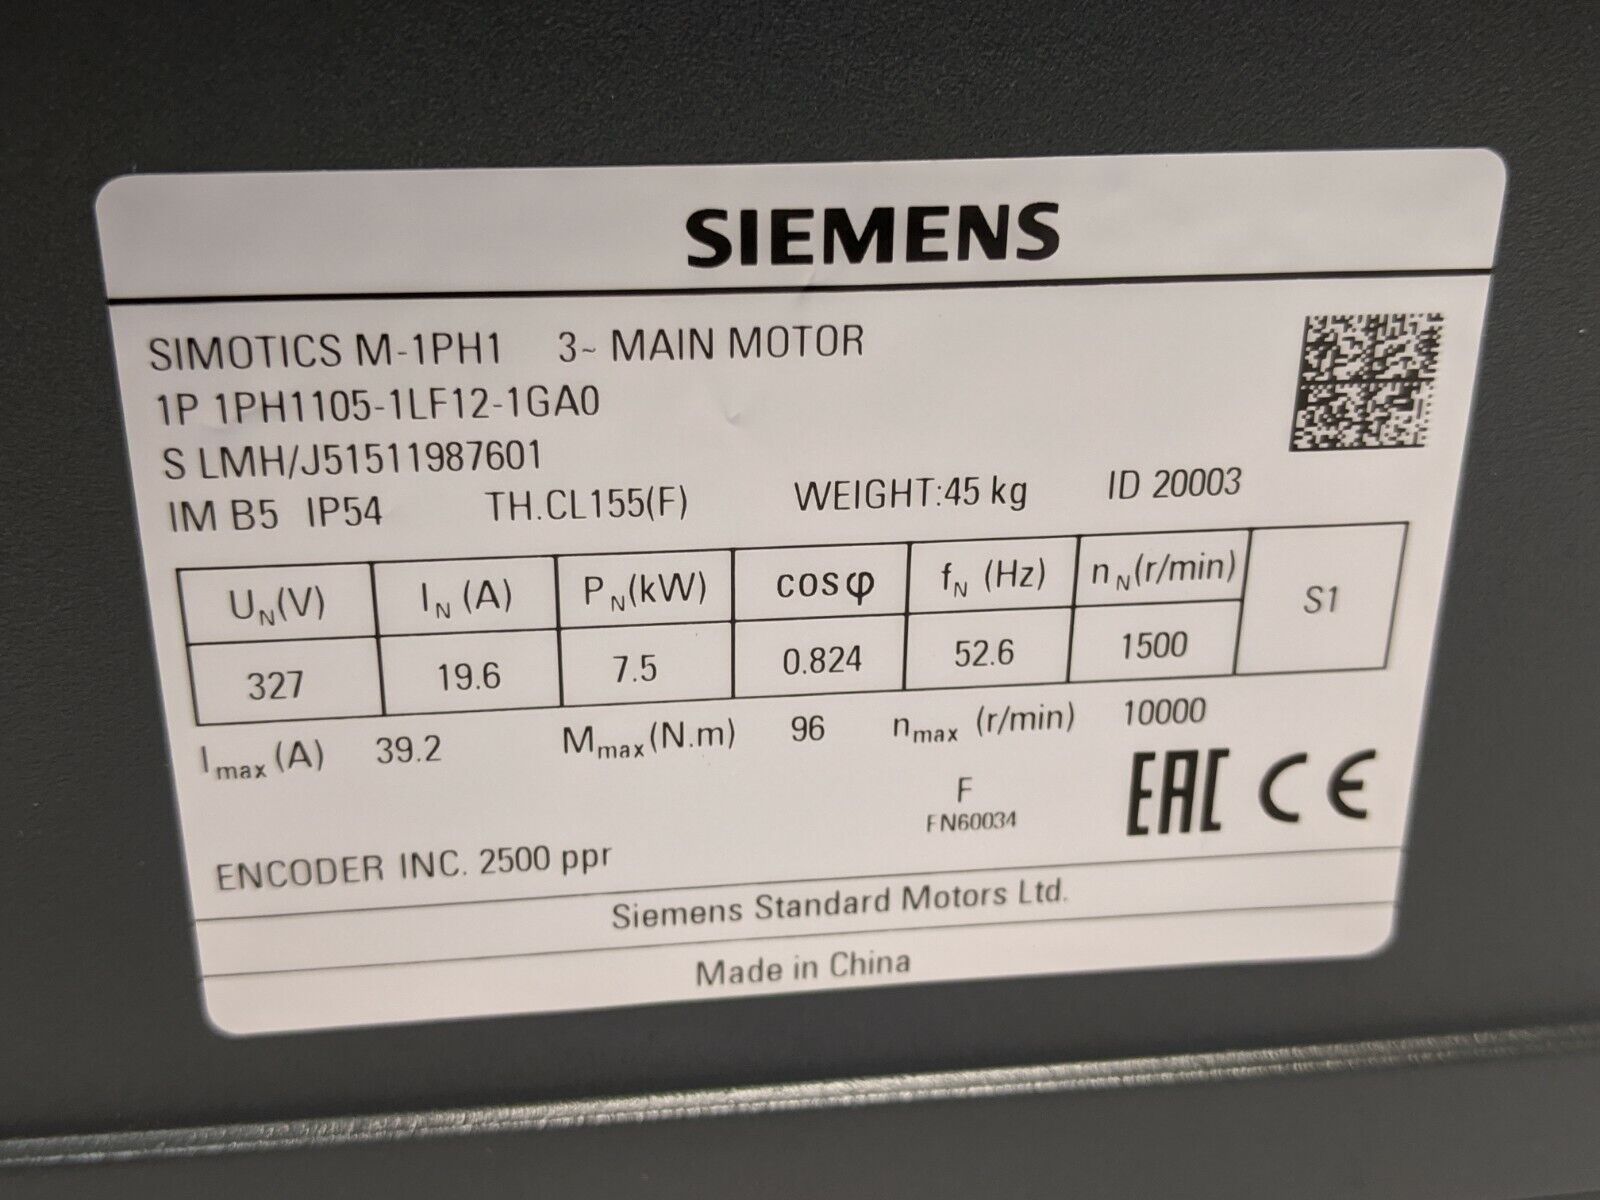 SIEMENS
SIMOTICS M-1PH1 3~ MAIN MOTOR
1P 1PH1105-1LF12-1GA0
S LMH/J51511987601
IM B5 IP54 TH.CL155(F) WEIGHT:45 kg ID 20003
UN(V) IN (A) PN(kW) cosφ fN (Hz) nN(r/min) S1
327 19.6 7.5 0.824 52.6 1500
Imax (A) 39.2 Mmax(N.m) 96 nmax (r/min) 10000
F
EN60034
EAC CE
ENCODER INC. 2500 ppr
Siemens Standard Motors Ltd.
Made in China